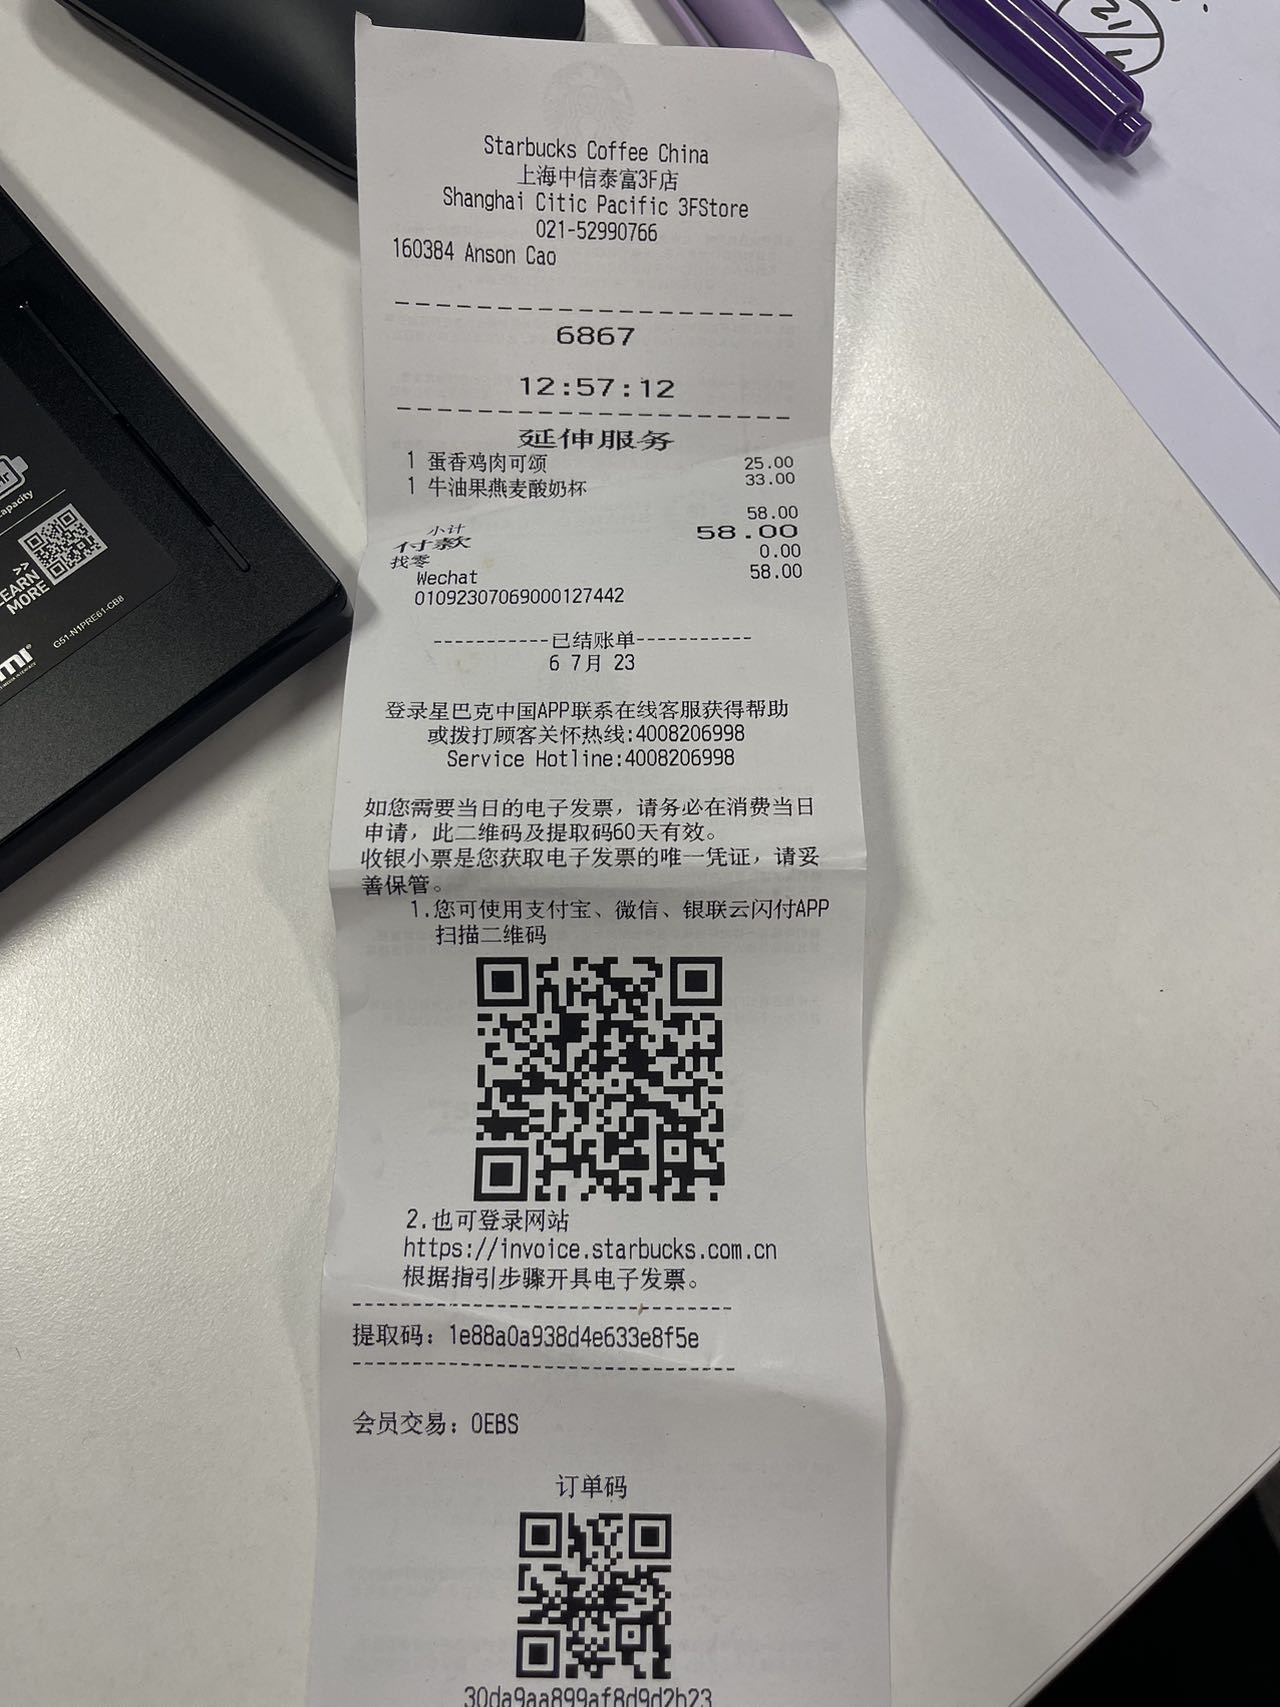 Starbucks Coffee China
上海中信泰富3F店
Shanghai Citic Pacific 3FStore
021-52990766
160384 Anson Cao
6867
12:57:12
延伸服务
1 蛋香鸡肉可颂 25.00
1 牛油果燕麦酸奶杯 33.00
小计 58.00
付款 58.00
找零 0.00
Wechat 58.00
01092307069000127442
-----------已结账单-----------
6 7月 23
登录星巴克中国APP联系在线客服获得帮助
或拨打顾客关怀热线:4008206998
Service Hotline:4008206998
如您需要当日的电子发票，请务必在消费当日
申请，此二维码及提取码60天有效。
收银小票是您获取电子发票的唯一凭证，请妥
善保管。
1.您可使用支付宝、微信、银联云闪付APP
扫描二维码
2.也可登录网站
https://invoice.starbucks.com.cn
根据指引步骤开具电子发票。
提取码：1e88a0a938d4e633e8f5e
会员交易：OEBS
订单码
30da9aa899af8d9d2b23
apacity
>>
LEARN
MORE
G51-N1PRE61-CB8